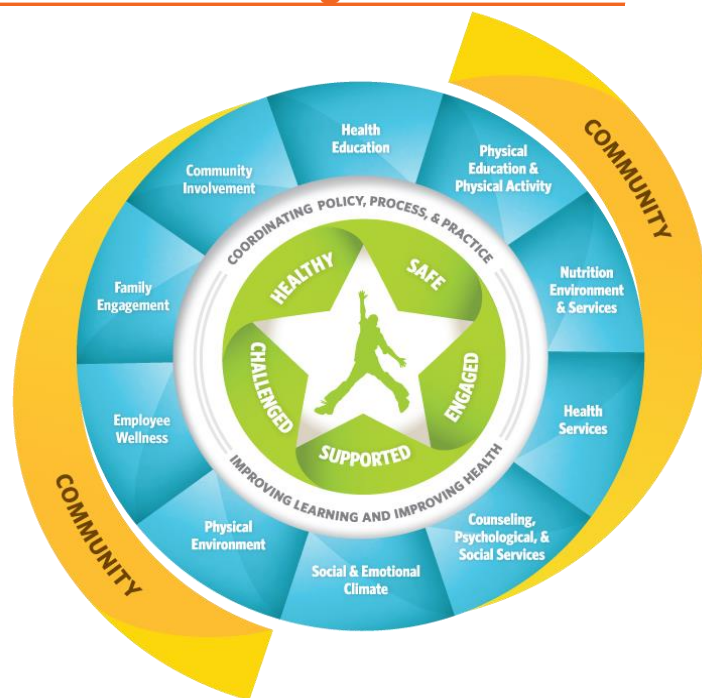 COMMUNITY
Health
Education
Physical
Education &
Physical Activity
Nutrition
Environment
& Services
Health
Services
Counseling,
Psychological, &
Social Services
Social & Emotional
Climate
Physical
Environment
Employee
Wellness
Family
Engagement
Community
Involvement
COORDINATING POLICY, PROCESS, & PRACTICE
IMPROVING LEARNING AND IMPROVING HEALTH
HEALTHY
SAFE
ENGAGED
SUPPORTED
CHALLENGED
COMMUNITY